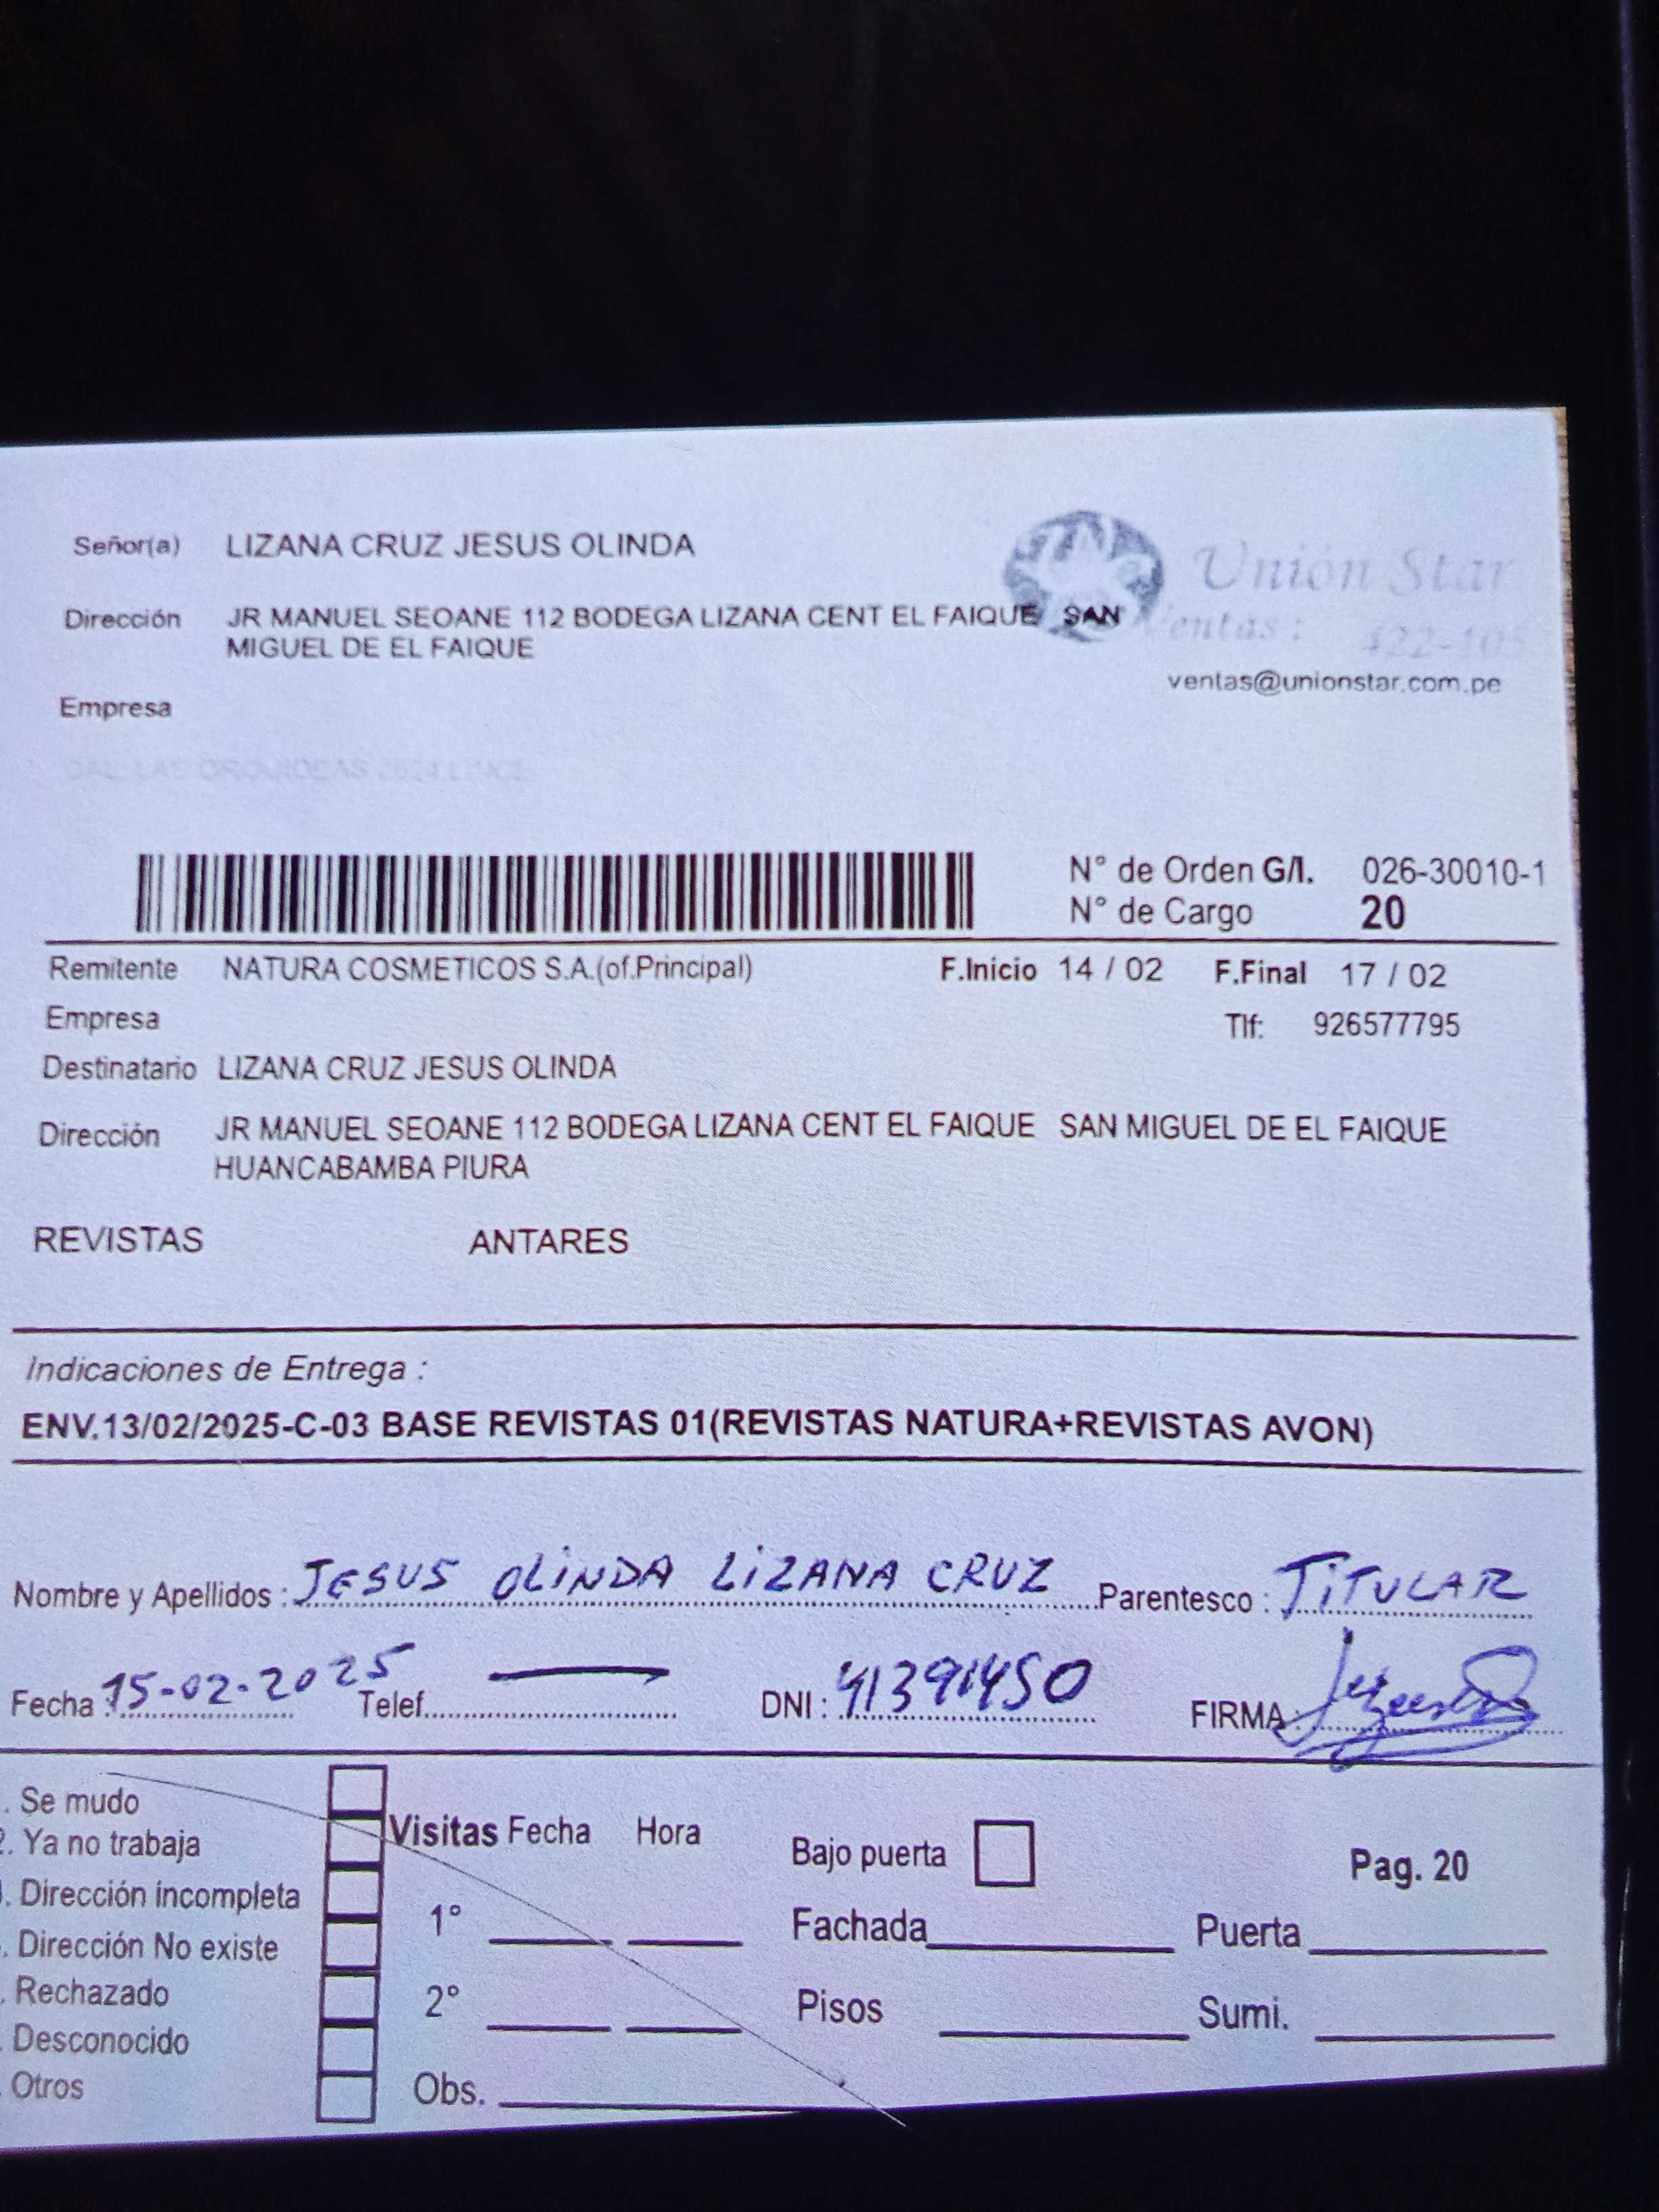 Señor(a) LIZANA CRUZ JESUS OLINDA
Unión Star
Dirección JR MANUEL SEOANE 112 BODEGA LIZANA CENT EL FAIQUE SAN
MIGUEL DE EL FAIQUE
Ventas: 422-105
ventas@unionstar.com.pe
Empresa
N° de Orden G/I. 026-30010-1
N° de Cargo 20
Remitente NATURA COSMETICOS S.A.(of.Principal) F.Inicio 14 / 02 F.Final 17 / 02
Empresa Tlf: 926577795
Destinatario LIZANA CRUZ JESUS OLINDA
Dirección JR MANUEL SEOANE 112 BODEGA LIZANA CENT EL FAIQUE SAN MIGUEL DE EL FAIQUE
HUANCABAMBA PIURA
REVISTAS ANTARES
Indicaciones de Entrega :
ENV.13/02/2025-C-03 BASE REVISTAS 01(REVISTAS NATURA+REVISTAS AVON)
Nombre y Apellidos : JESUS OLINDA LIZANA CRUZ Parentesco : TITULAR
Fecha : 15-02-2025 Telef. DNI : 41391450 FIRMA :
. Se mudo
2. Ya no trabaja
. Dirección incompleta
. Dirección No existe
. Rechazado
. Desconocido
Otros
Visitas Fecha Hora
1°
2°
Obs.
Bajo puerta
Pag. 20
Fachada Puerta
Pisos Sumi.